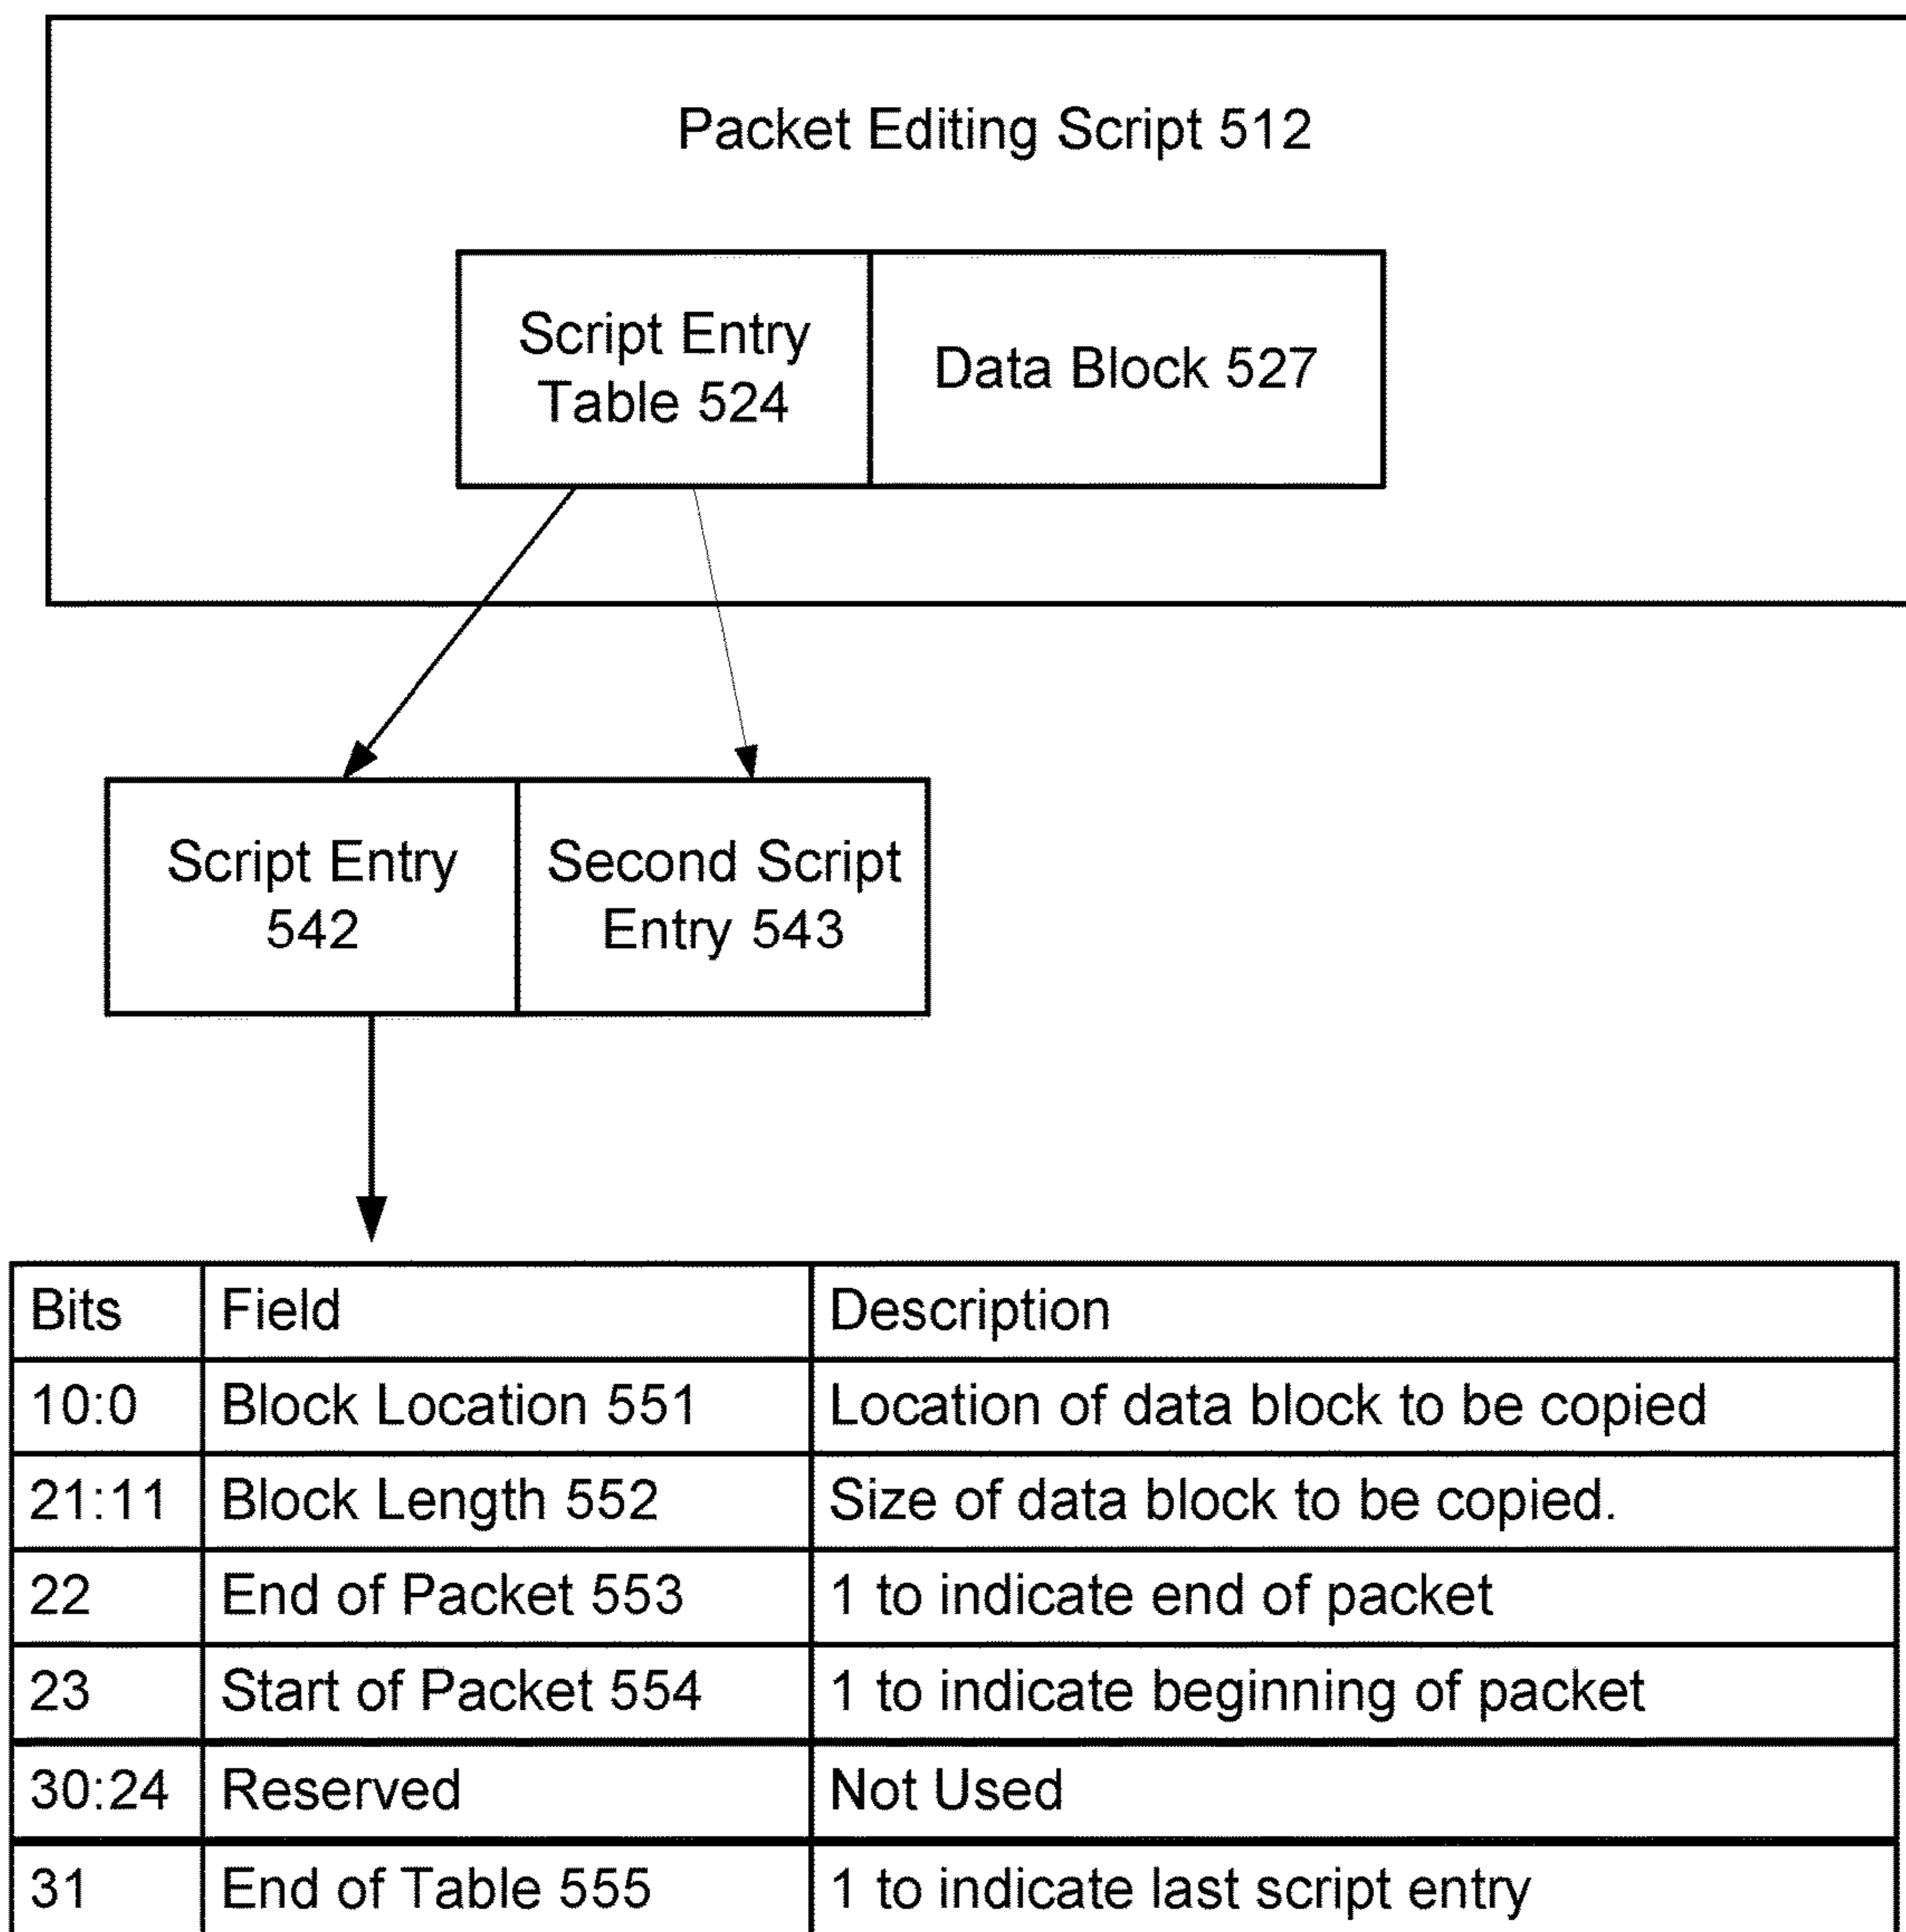 Packet Editing Script 512
Script Entry
Table 524
Data Block 527
Script Entry
542
Second Script
Entry 543
Bits Field Description
10:0 Block Location 551 Location of data block to be copied
21:11 Block Length 552 Size of data block to be copied.
22 End of Packet 553 1 to indicate end of packet
23 Start of Packet 554 1 to indicate beginning of packet
30:24 Reserved Not Used
31 End of Table 555 1 to indicate last script entry